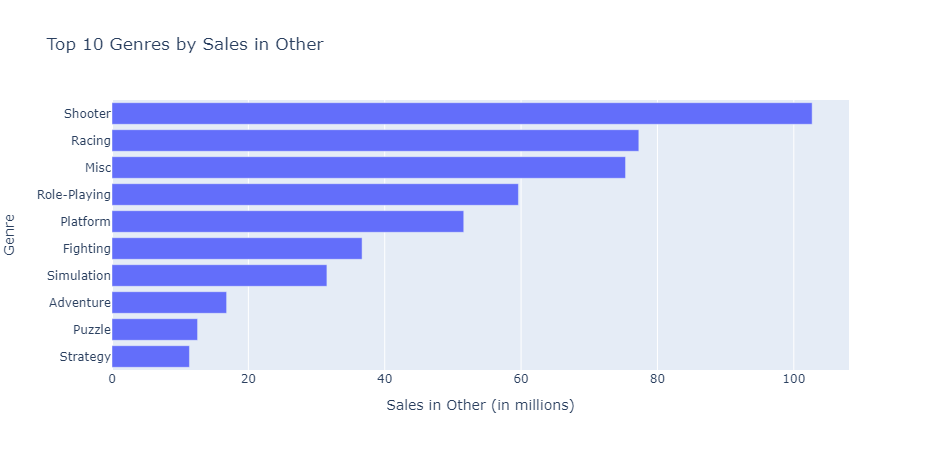 Top 10 Genres by Sales in Other
Genre
Shooter
Racing
Misc
Role-Playing
Platform
Fighting
Simulation
Adventure
Puzzle
Strategy
0 20 40 60 80 100
Sales in Other (in millions)